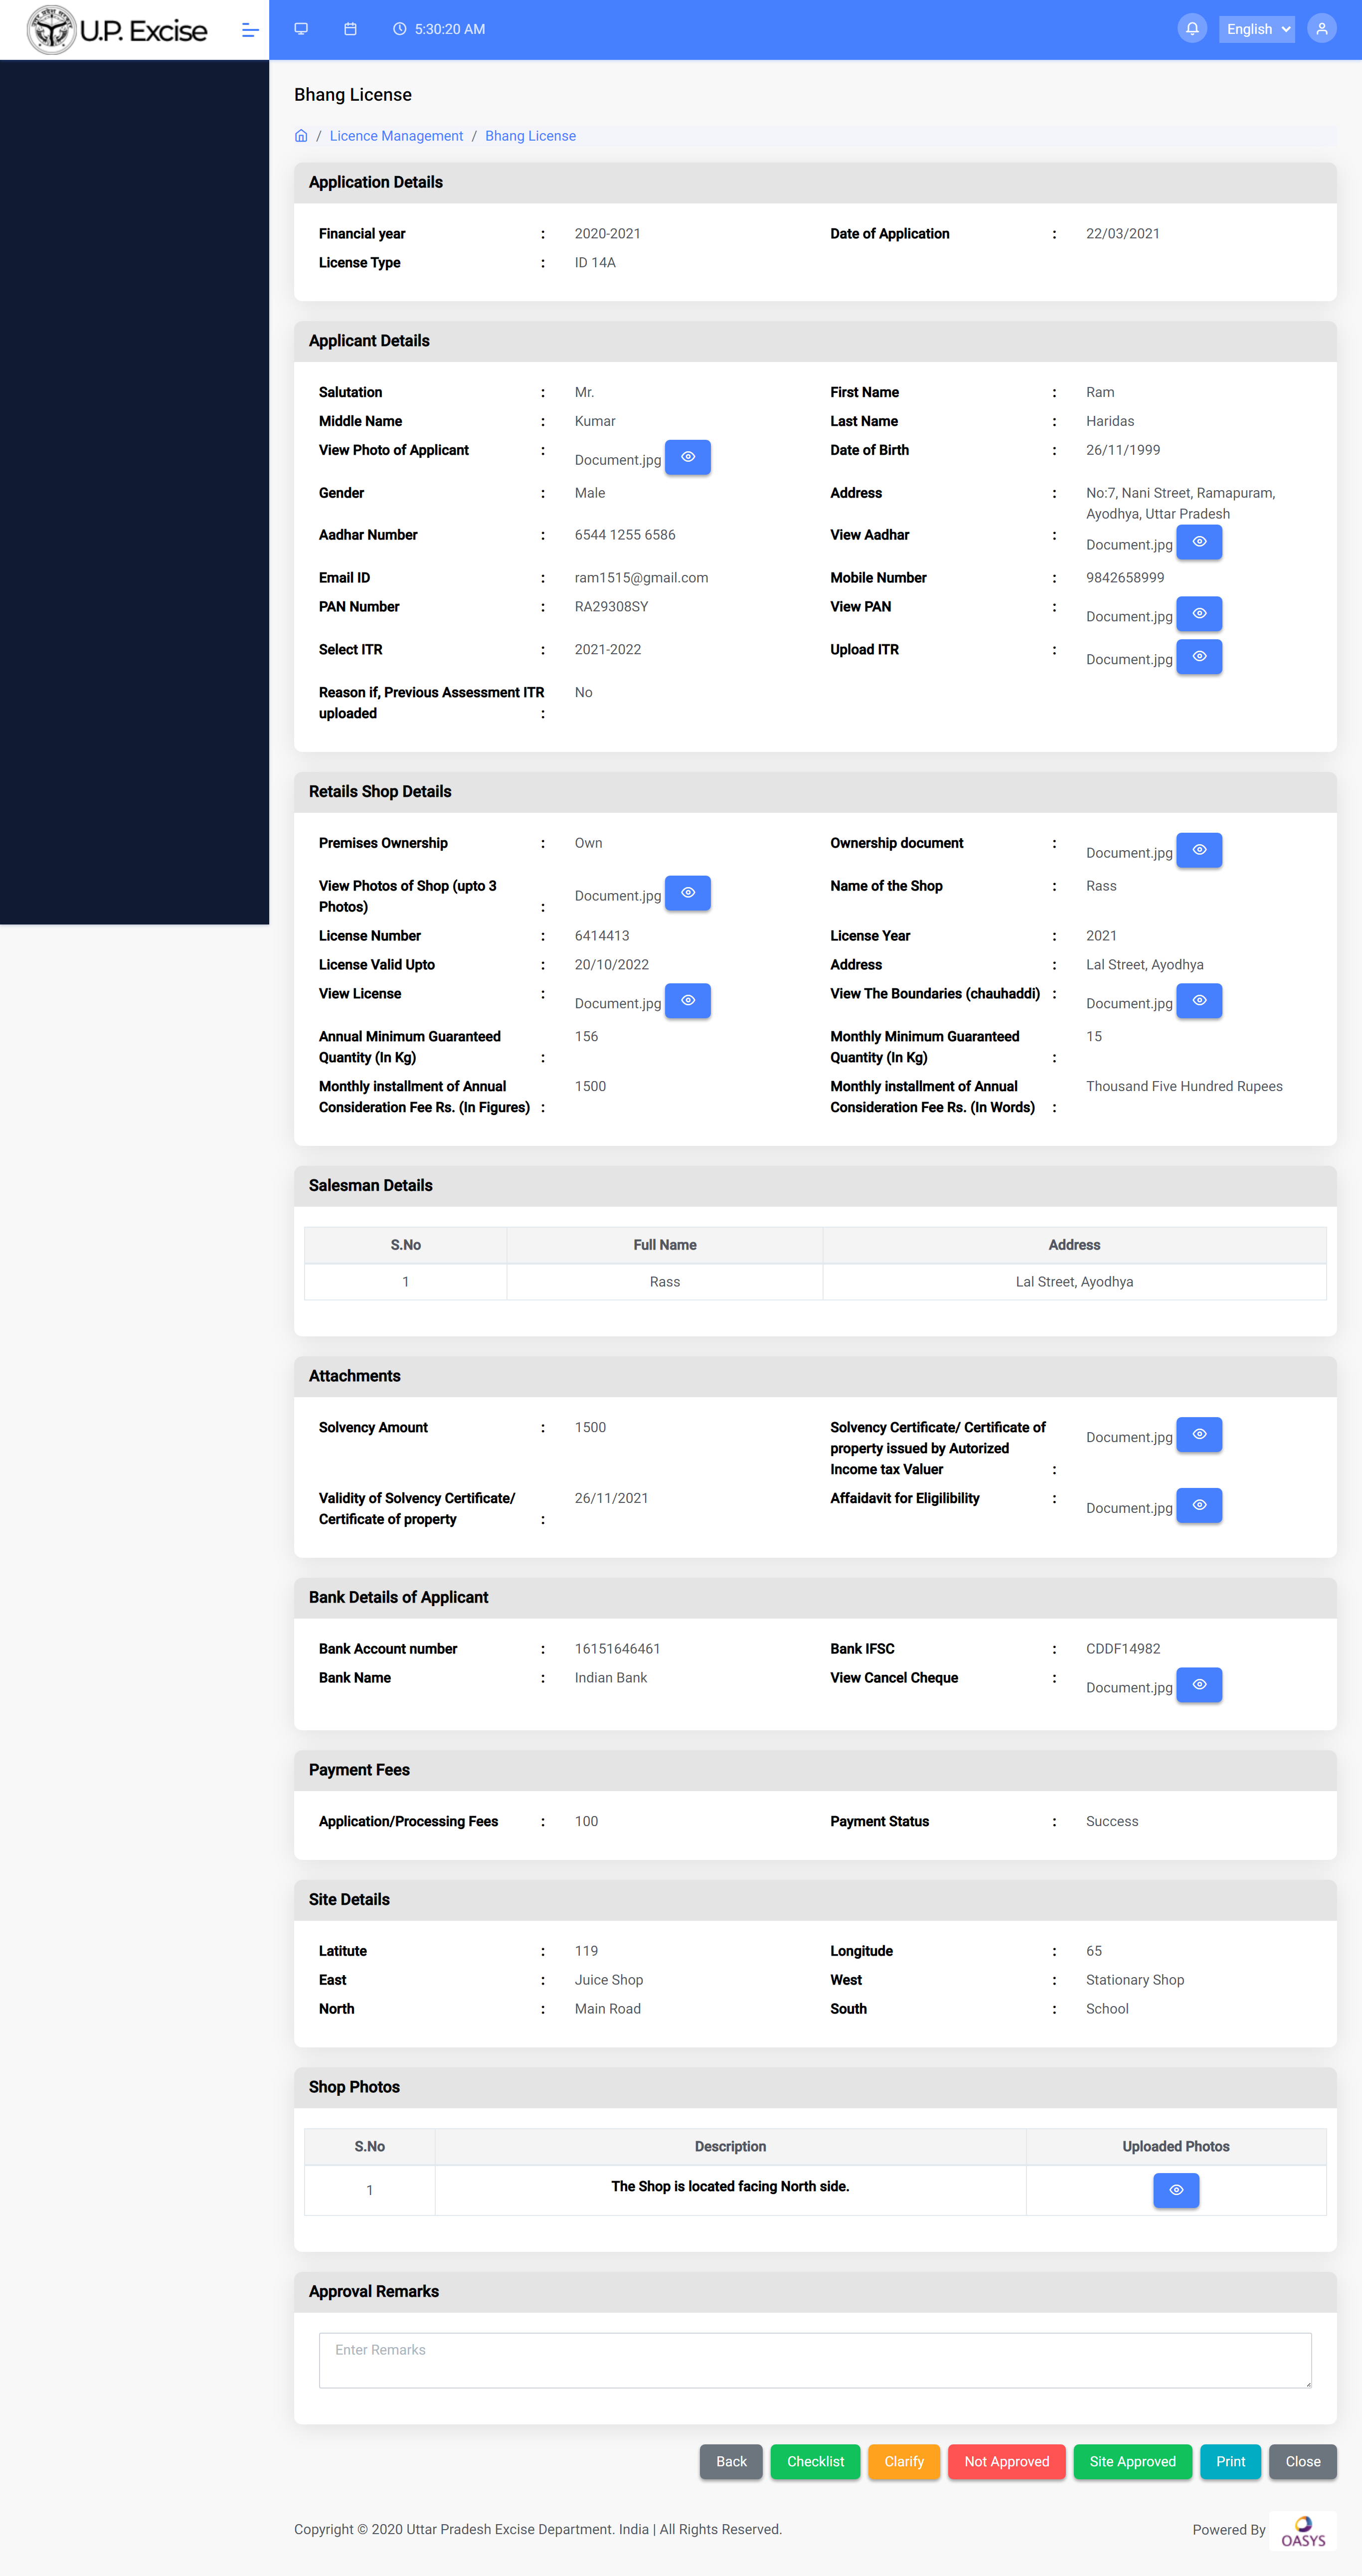 U.P. Excise
5:30:20 AM
English
Bhang License
/ Licence Management / Bhang License
Application Details
Financial year : 2020-2021 Date of Application : 22/03/2021
License Type : ID 14A
Applicant Details
Salutation : Mr. First Name : Ram
Middle Name : Kumar Last Name : Haridas
View Photo of Applicant : Document.jpg Date of Birth : 26/11/1999
Gender : Male Address : No:7, Nani Street, Ramapuram,
Ayodhya, Uttar Pradesh
Aadhar Number : 6544 1255 6586 View Aadhar : Document.jpg
Email ID : ram1515@gmail.com Mobile Number : 9842658999
PAN Number : RA29308SY View PAN : Document.jpg
Select ITR : 2021-2022 Upload ITR : Document.jpg
Reason if, Previous Assessment ITR No
uploaded :
Retails Shop Details
Premises Ownership : Own Ownership document : Document.jpg
View Photos of Shop (upto 3 Document.jpg Name of the Shop : Rass
Photos) :
License Number : 6414413 License Year : 2021
License Valid Upto : 20/10/2022 Address : Lal Street, Ayodhya
View License : Document.jpg View The Boundaries (chauhaddi) : Document.jpg
Annual Minimum Guaranteed 156 Monthly Minimum Guaranteed 15
Quantity (In Kg) : Quantity (In Kg) :
Monthly installment of Annual 1500 Monthly installment of Annual Thousand Five Hundred Rupees
Consideration Fee Rs. (In Figures) : Consideration Fee Rs. (In Words) :
Salesman Details
S.No Full Name Address
1 Rass Lal Street, Ayodhya
Attachments
Solvency Amount : 1500 Solvency Certificate/ Certificate of Document.jpg
property issued by Autorized
Income tax Valuer :
Validity of Solvency Certificate/ 26/11/2021 Affaidavit for Eligilibility : Document.jpg
Certificate of property :
Bank Details of Applicant
Bank Account number : 16151646461 Bank IFSC : CDDF14982
Bank Name : Indian Bank View Cancel Cheque : Document.jpg
Payment Fees
Application/Processing Fees : 100 Payment Status : Success
Site Details
Latitute : 119 Longitude : 65
East : Juice Shop West : Stationary Shop
North : Main Road South : School
Shop Photos
S.No Description Uploaded Photos
1 The Shop is located facing North side.
Approval Remarks
Enter Remarks
Back Checklist Clarify Not Approved Site Approved Print Close
Copyright © 2020 Uttar Pradesh Excise Department. India | All Rights Reserved. Powered By OASYS